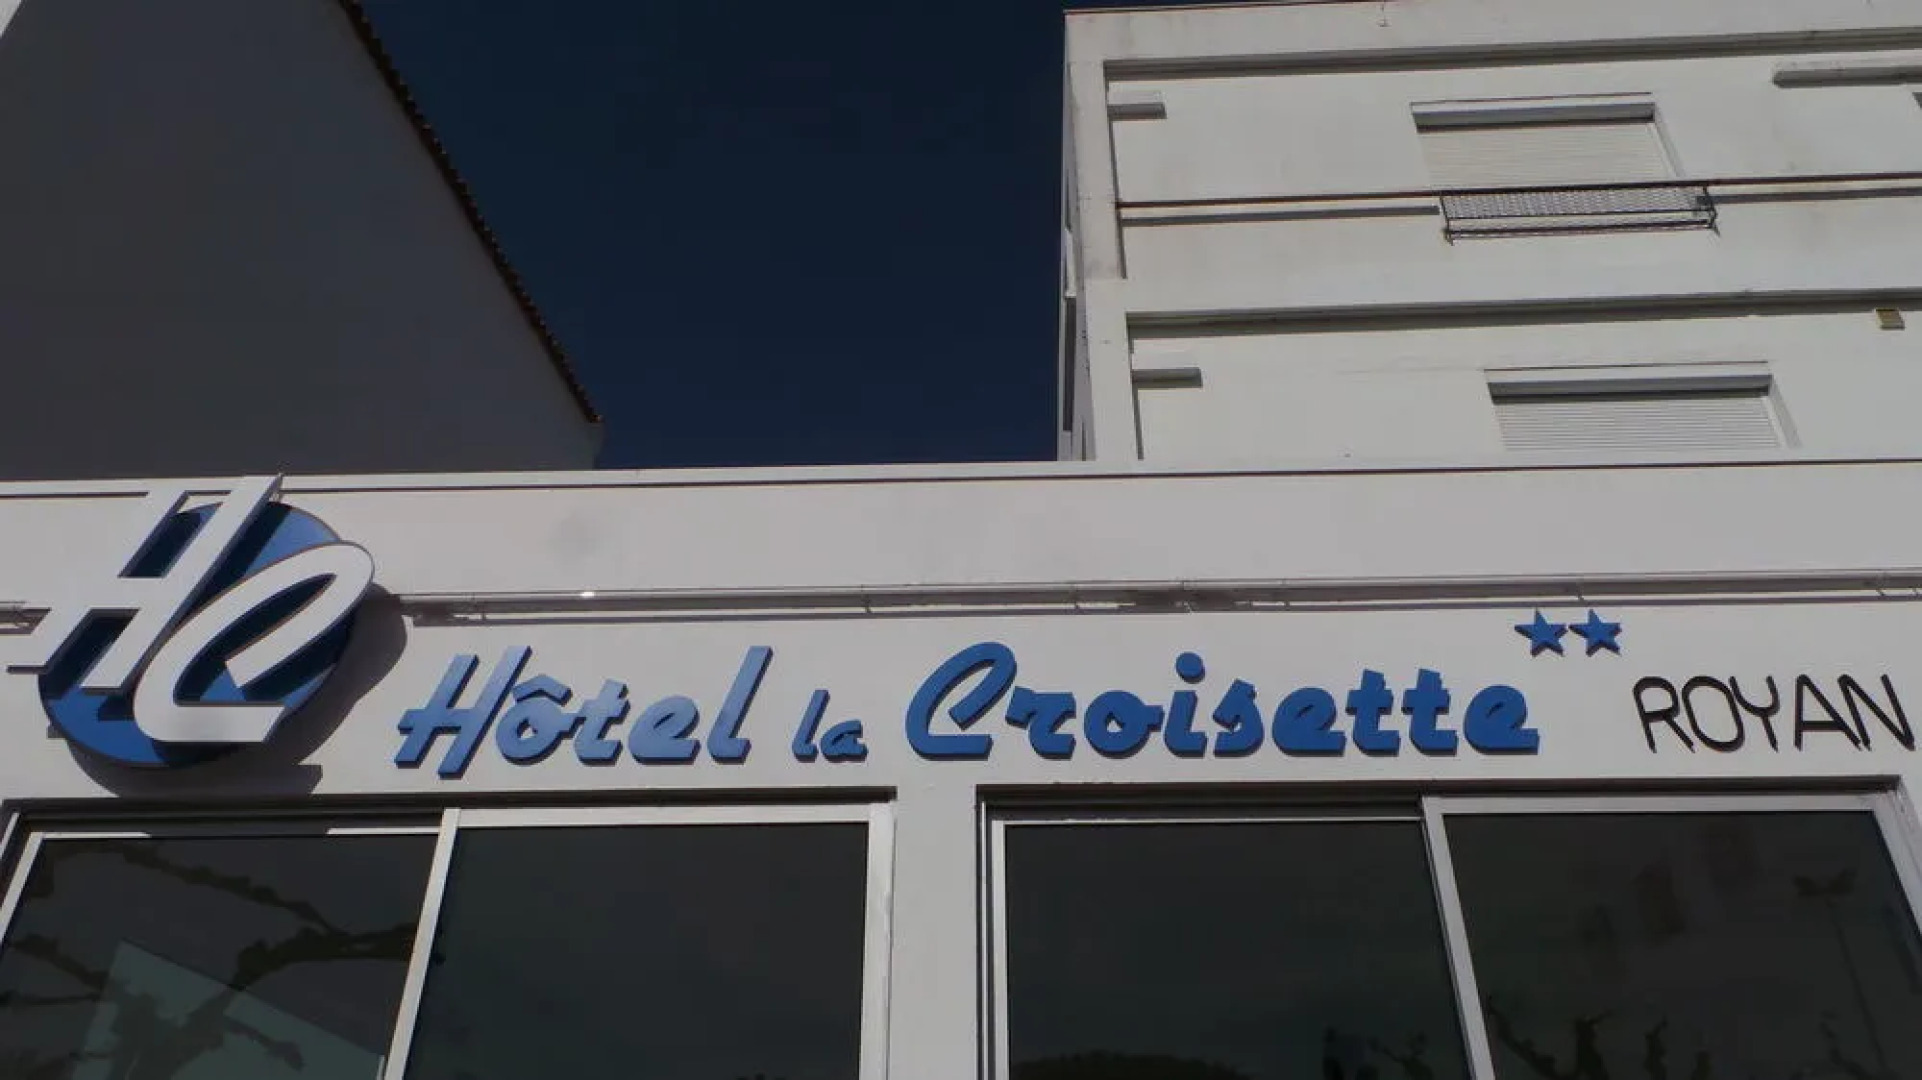 HC
Hôtel la Croisette ★★ ROYAN